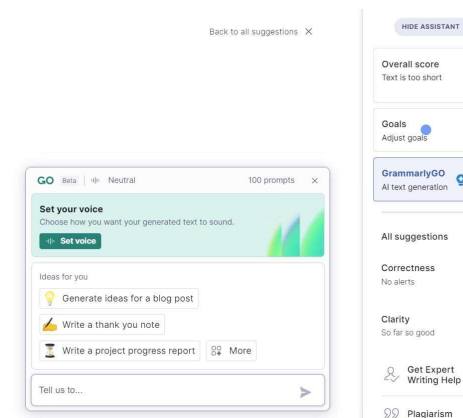 Back to all suggestions
HIDE ASSISTANT
Overall score
Text is too short
Goals
Adjust goals
GrammarlyGO
AI text generation
GO Beta Neutral 100 prompts
Set your voice
Choose how you want your generated text to sound.
Set voice
Ideas for you
Generate ideas for a blog post
Write a thank you note
Write a project progress report More
Tell us to...
All suggestions
Correctness
No alerts
Clarity
So far so good
Get Expert
Writing Help
Plagiarism